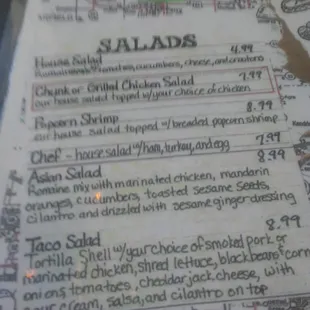 SALADS
House Salad 4.99
Romaine w/tomatoes, cucumbers, cheese, and croutons
Chunk or Grilled Chicken Salad 7.99
our house salad topped w/your choice of chicken
Popcorn Shrimp 8.99
our house salad topped w/breaded popcorn shrimp
Chef - house salad w/ham, turkey, and egg 7.99
Asian Salad 8.99
Romaine mix with marinated chicken, mandarin
oranges, cucumbers, toasted sesame seeds,
cilantro and drizzled with sesame ginger dressing
Taco Salad 8.99
Tortilla Shell w/your choice of smoked pork or
marinated chicken, shred lettuce, black bean & corn
onions, tomatoes, cheddar jack cheese, with
sour cream, salsa, and cilantro on top